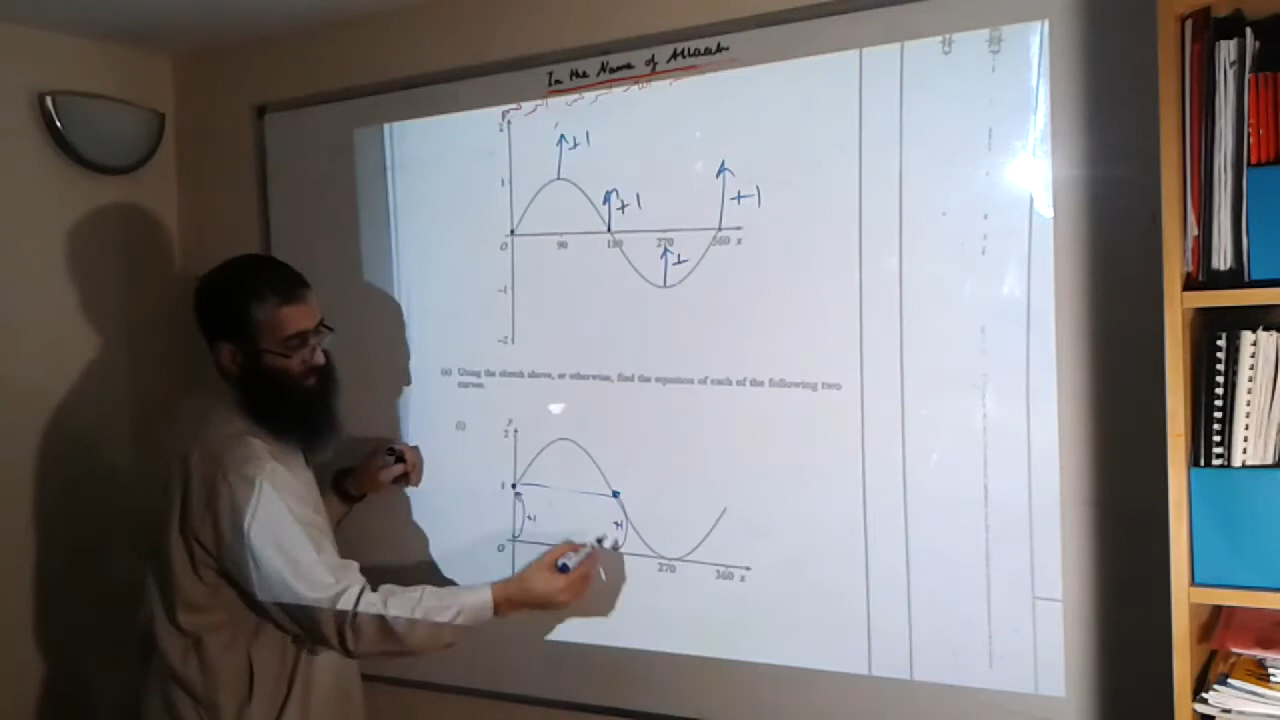 In the Name of Allaah
2
+1
+1
+1
1
O 90 180 270 360 x
-1
-2
(a) Using the sketch above, or otherwise, find the equation of each of the following two
curves.
(i)
y
2
1
+1
+1
O 270 360 x